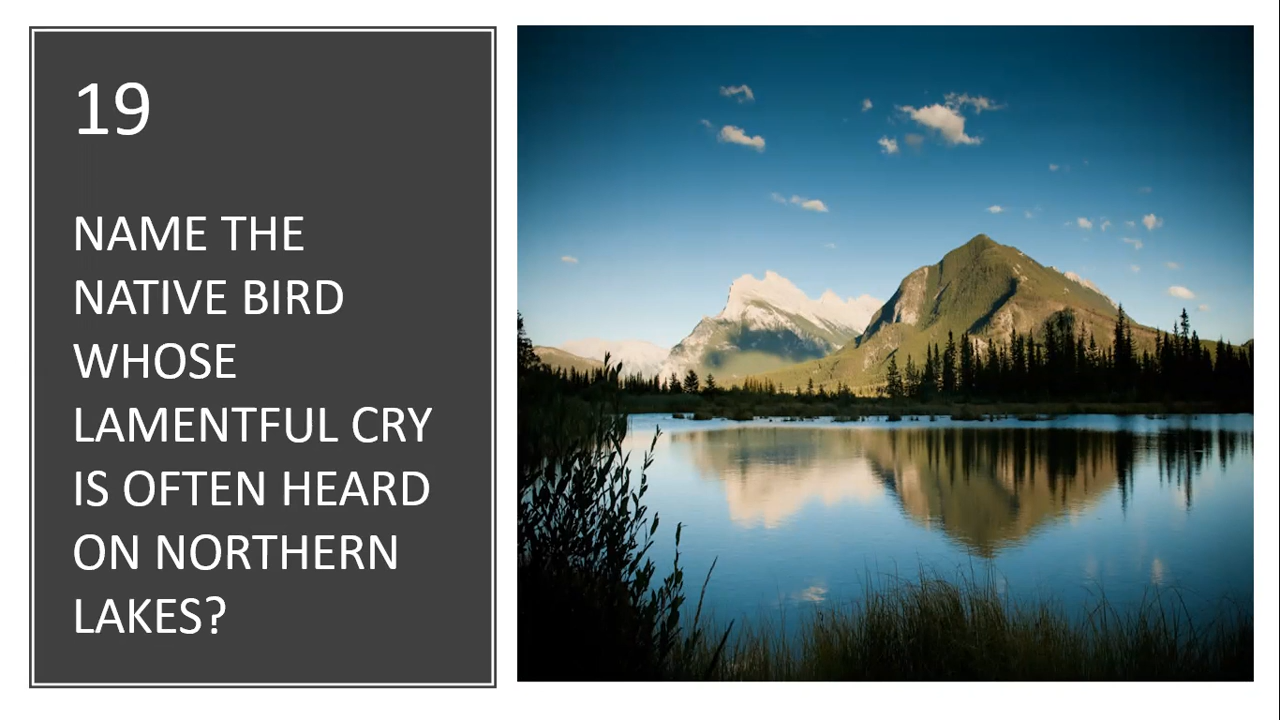 19
NAME THE
NATIVE BIRD
WHOSE
LAMENTFUL CRY
IS OFTEN HEARD
ON NORTHERN
LAKES?